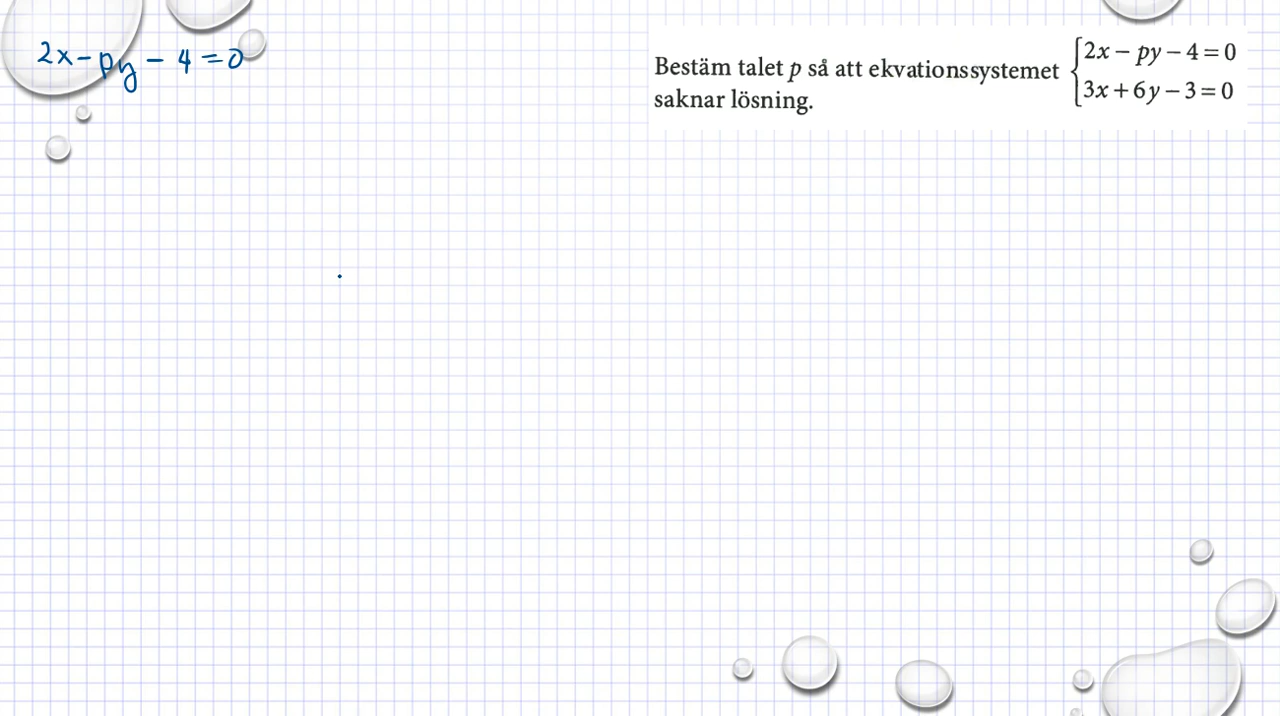 2x - py - 4 = 0
Bestäm talet p så att ekvationssystemet
saknar lösning.
2x − py − 4 = 0
3x + 6y − 3 = 0